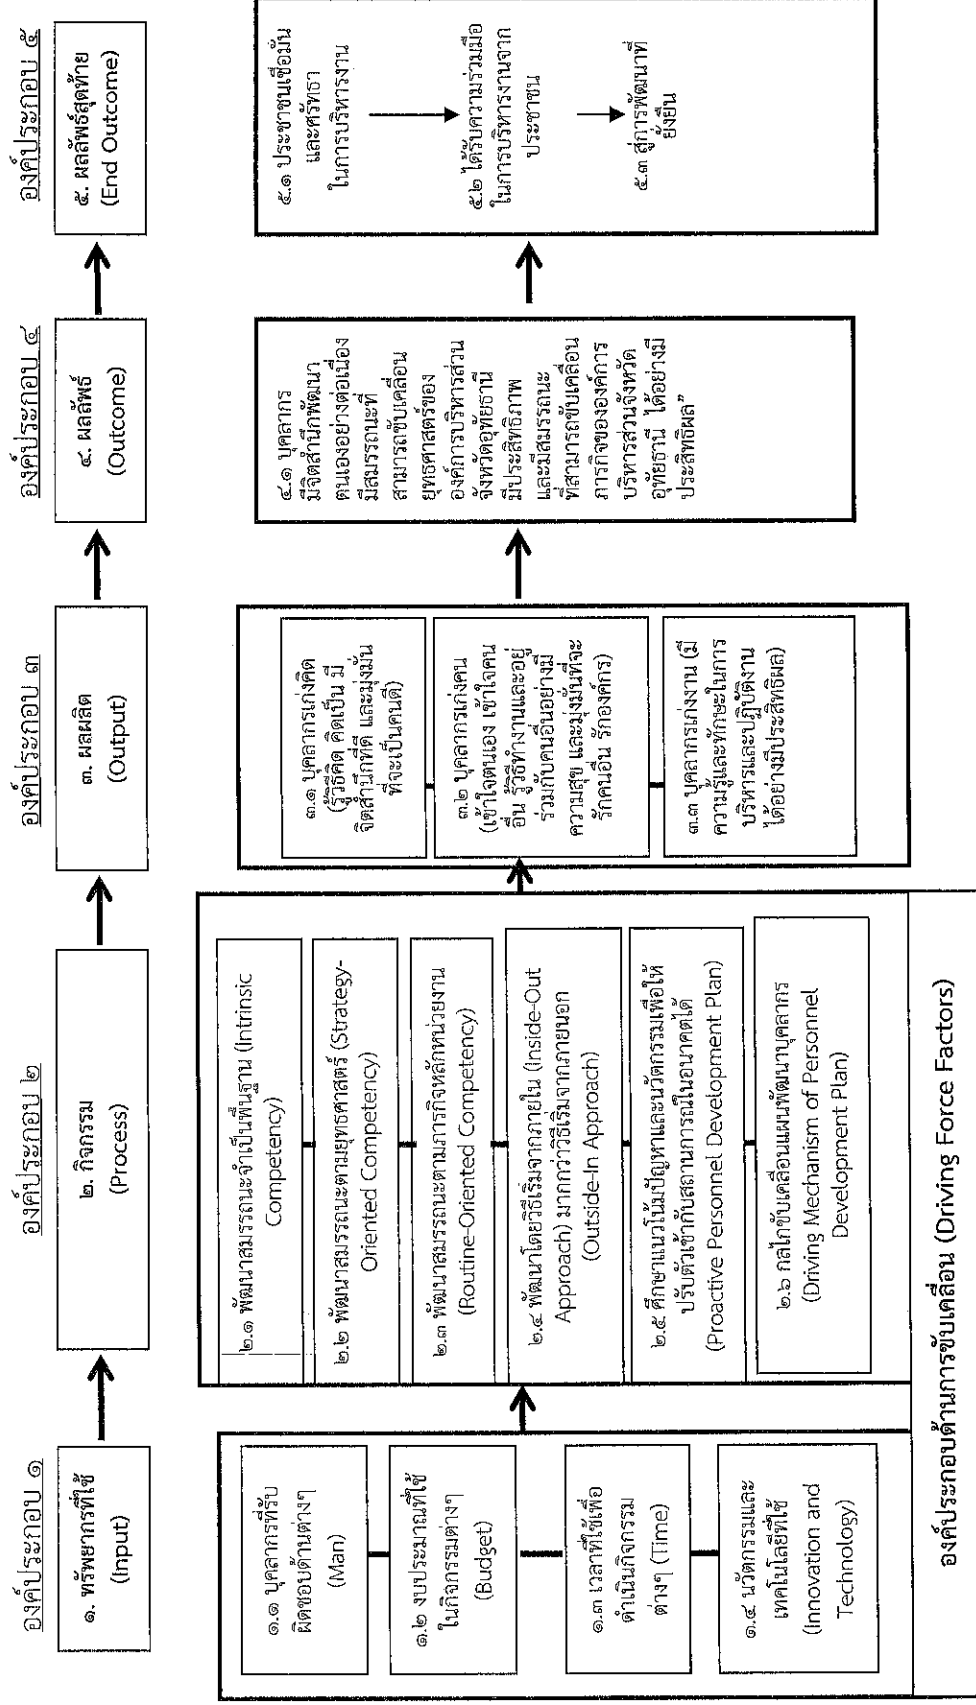 องค์ประกอบ ๑
๑. ทรัพยากรที่ใช้
(Input)
๑.๑ บุคลากรที่รับ
ผิดชอบด้านต่างๆ
(Man)
๑.๒ งบประมาณที่ใช้
ในกิจกรรมต่างๆ
(Budget)
๑.๓ เวลาที่ใช้เพื่อ
ดำเนินกิจกรรม
ต่างๆ (Time)
๑.๔ นวัตกรรมและ
เทคโนโลยีที่ใช้
(Innovation and
Technology)
องค์ประกอบ ๒
๒. กิจกรรม
(Process)
๒.๑ พัฒนาสมรรถนะจำเป็นพื้นฐาน (Intrinsic
Competency)
๒.๒ พัฒนาสมรรถนะตามยุทธศาสตร์ (Strategy-
Oriented Competency)
๒.๓ พัฒนาสมรรถนะตามภารกิจหลักหน่วยงาน
(Routine-Oriented Competency)
๒.๔ พัฒนาโดยวิธีเริ่มจากภายใน (Inside-Out
Approach) มากกว่าวิธีเริ่มจากภายนอก
(Outside-In Approach)
๒.๕ ศึกษาแนวโน้มปัญหาและนวัตกรรมเพื่อให้
ปรับตัวเข้ากับสถานการณ์ในอนาคตได้
(Proactive Personnel Development Plan)
๒.๖ กลไกขับเคลื่อนแผนพัฒนาบุคลากร
(Driving Mechanism of Personnel
Development Plan)
องค์ประกอบ ๓
๓. ผลผลิต
(Output)
๓.๑ บุคลากรเก่งคิด
(รู้วิธีคิด คิดเป็น มี
จิตสำนึกที่ดี และมุ่งมั่น
ที่จะเป็นคนดี)
๓.๒ บุคลากรเก่งคน
(เข้าใจตนเอง เข้าใจคน
อื่น รู้วิธีทำงานและอยู่
ร่วมกับคนอื่นอย่างมี
ความสุข และมุ่งมั่นที่จะ
รักคนอื่น รักองค์กร)
๓.๓ บุคลากรเก่งงาน (มี
ความรู้และทักษะในการ
บริหารและปฏิบัติงาน
ได้อย่างมีประสิทธิผล)
องค์ประกอบ ๔
๔. ผลลัพธ์
(Outcome)
๔.๑ บุคลากร
มีจิตสำนึกพัฒนา
ตนเองอย่างต่อเนื่อง
มีสมรรถนะที่
สามารถขับเคลื่อน
ยุทธศาสตร์ของ
องค์การบริหารส่วน
จังหวัดอุทัยธานี
มีประสิทธิภาพ
และมีสมรรถนะ
ที่สามารถขับเคลื่อน
ภารกิจขององค์การ
บริหารส่วนจังหวัด
อุทัยธานี ได้อย่างมี
ประสิทธิผล”
องค์ประกอบ ๕
๕. ผลลัพธ์สุดท้าย
(End Outcome)
๕.๑ ประชาชนเชื่อมั่น
และศรัทธา
ในการบริหารงาน
๕.๒ ได้รับความร่วมมือ
ในการบริหารงานจาก
ประชาชน
๕.๓ สู่การพัฒนาที่
ยั่งยืน
องค์ประกอบด้านการขับเคลื่อน (Driving Force Factors)